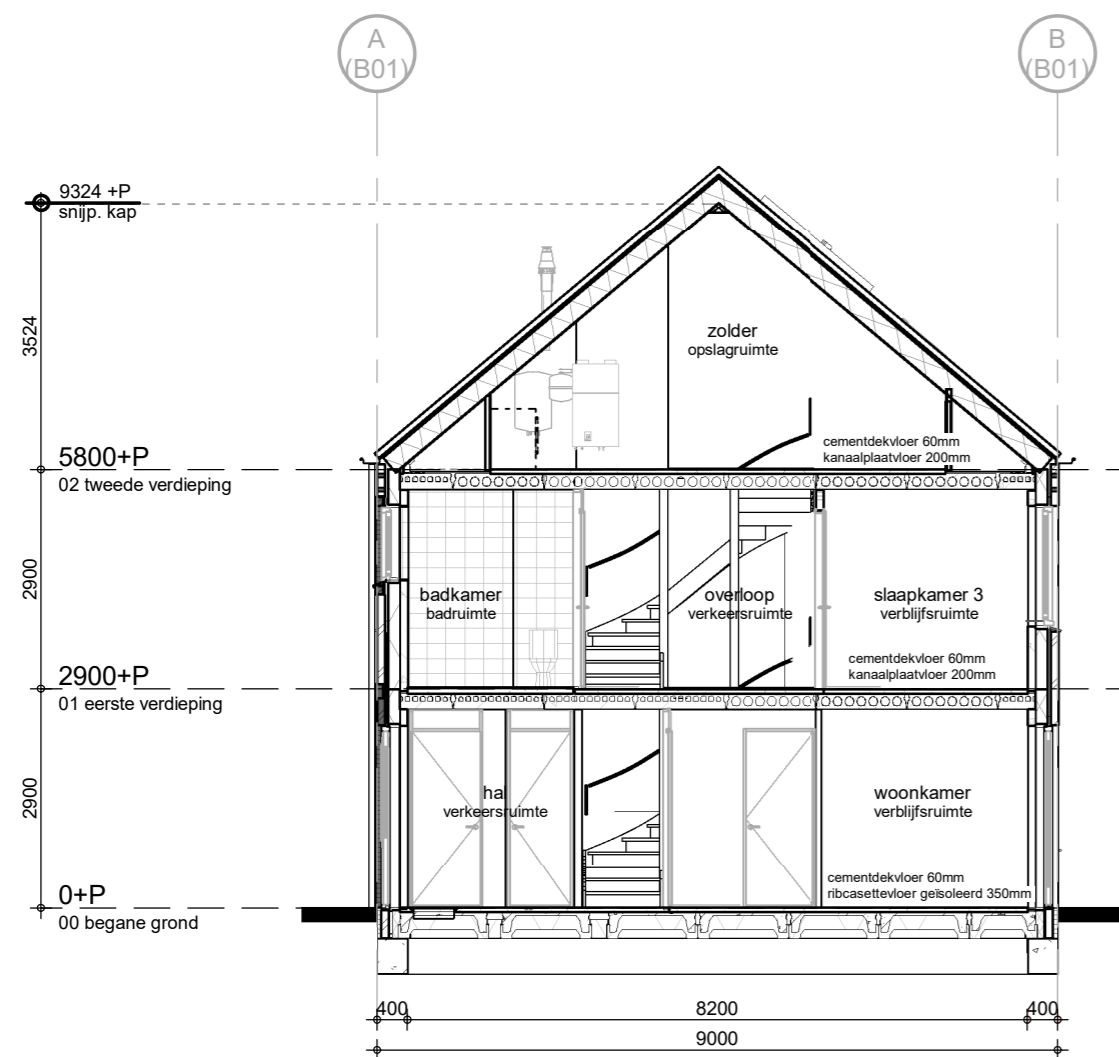 A
(B01)
B
(B01)
9324 +P
snijp. kap
3524
zolder
opslagruimte
cementdekvloer 60mm
kanaalplaatvloer 200mm
5800+P
02 tweede verdieping
2900
badkamer
badruimte
overloop
verkeersruimte
slaapkamer 3
verblijfsruimte
cementdekvloer 60mm
kanaalplaatvloer 200mm
2900+P
01 eerste verdieping
2900
hal
verkeersruimte
woonkamer
verblijfsruimte
cementdekvloer 60mm
ribcasettevloer geïsoleerd 350mm
0+P
00 begane grond
400
8200
400
9000